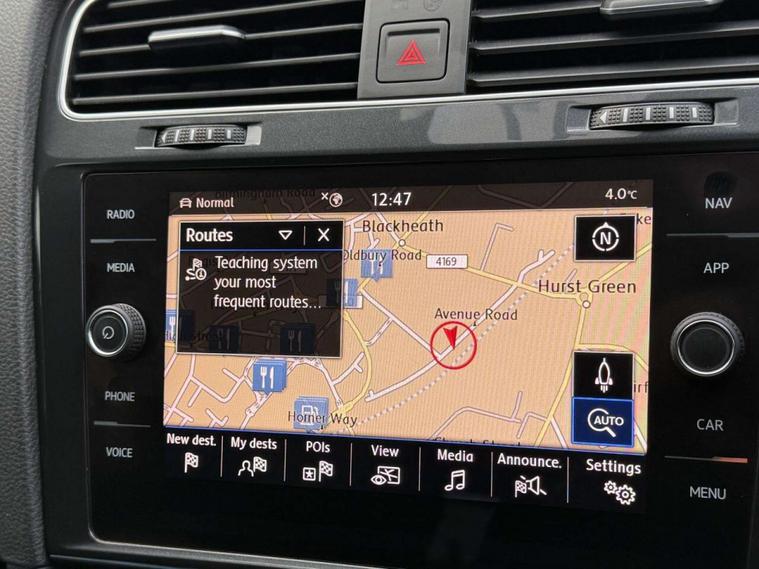 RADIO
MEDIA
PHONE
VOICE
NAV
APP
CAR
MENU
Normal
12:47
4.0°C
Routes
Teaching system
your most
frequent routes...
Blackheath
Oldbury Road
4169
Hurst Green
Avenue Road
Horner Way
N
AUTO
New dest.
My dests
POIs
View
Media
Announce.
Settings